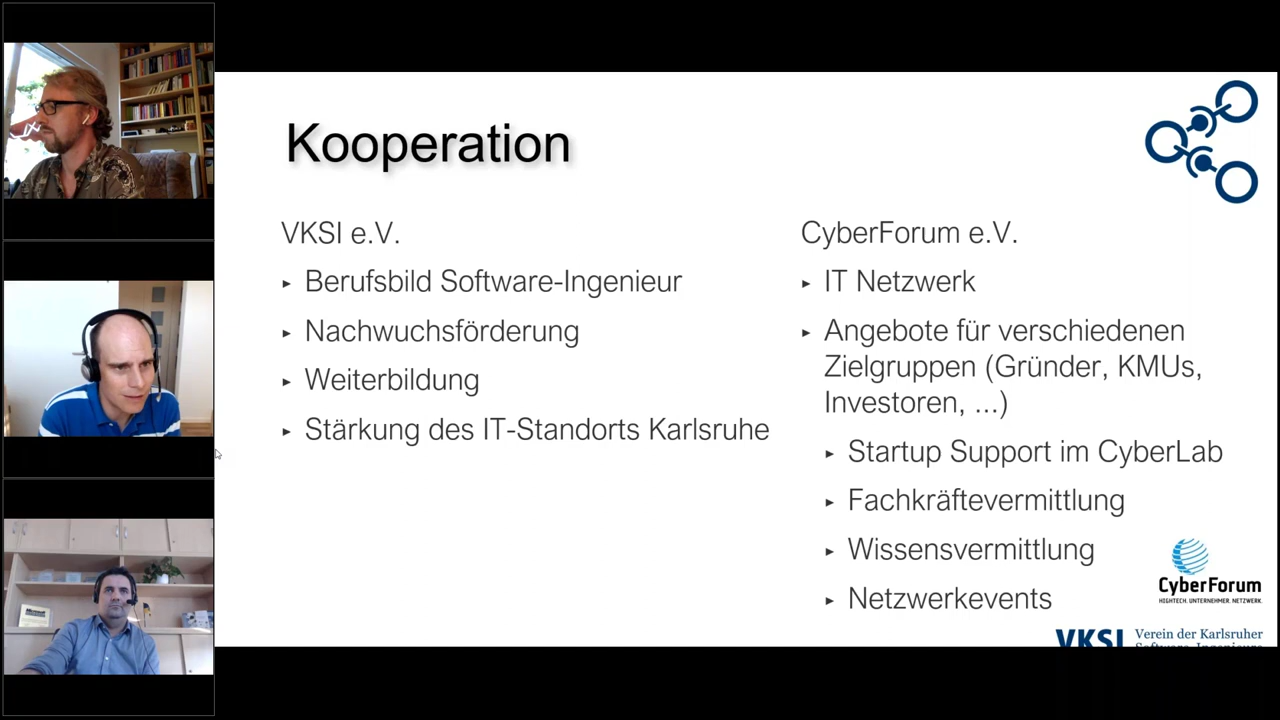 Kooperation
VKSI e.V.
▸ Berufsbild Software-Ingenieur
▸ Nachwuchsförderung
▸ Weiterbildung
▸ Stärkung des IT-Standorts Karlsruhe
CyberForum e.V.
▸ IT Netzwerk
▸ Angebote für verschiedenen
Zielgruppen (Gründer, KMUs,
Investoren, ...)
▸ Startup Support im CyberLab
▸ Fachkräftevermittlung
▸ Wissensvermittlung
▸ Netzwerkevents
CyberForum
HIGHTECH. UNTERNEHMER. NETZWERK.
VKSI
Verein der Karlsruher
Software-Ingenieure
Microsoft